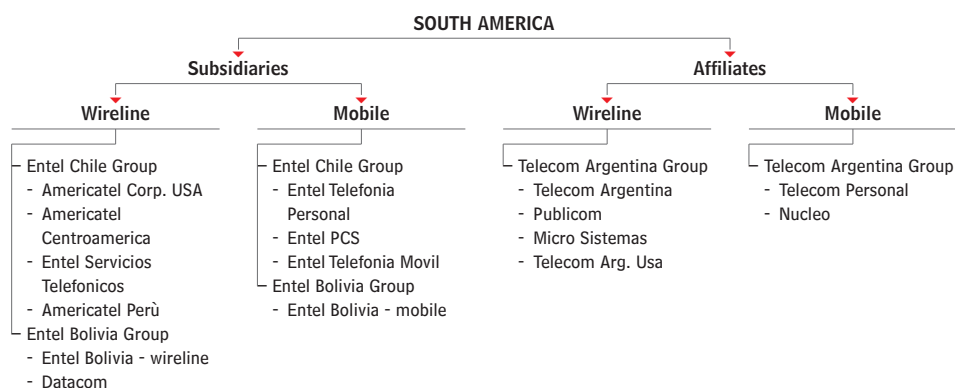 SOUTH AMERICA
Subsidiaries
Affiliates
Wireline
Mobile
Wireline
Mobile
Entel Chile Group
- Americatel Corp. USA
- Americatel
Centroamerica
- Entel Servicios
Telefonicos
- Americatel Perù
Entel Bolivia Group
- Entel Bolivia - wireline
- Datacom
Entel Chile Group
- Entel Telefonia
Personal
- Entel PCS
- Entel Telefonia Movil
Entel Bolivia Group
- Entel Bolivia - mobile
Telecom Argentina Group
- Telecom Argentina
- Publicom
- Micro Sistemas
- Telecom Arg. Usa
Telecom Argentina Group
- Telecom Personal
- Nucleo